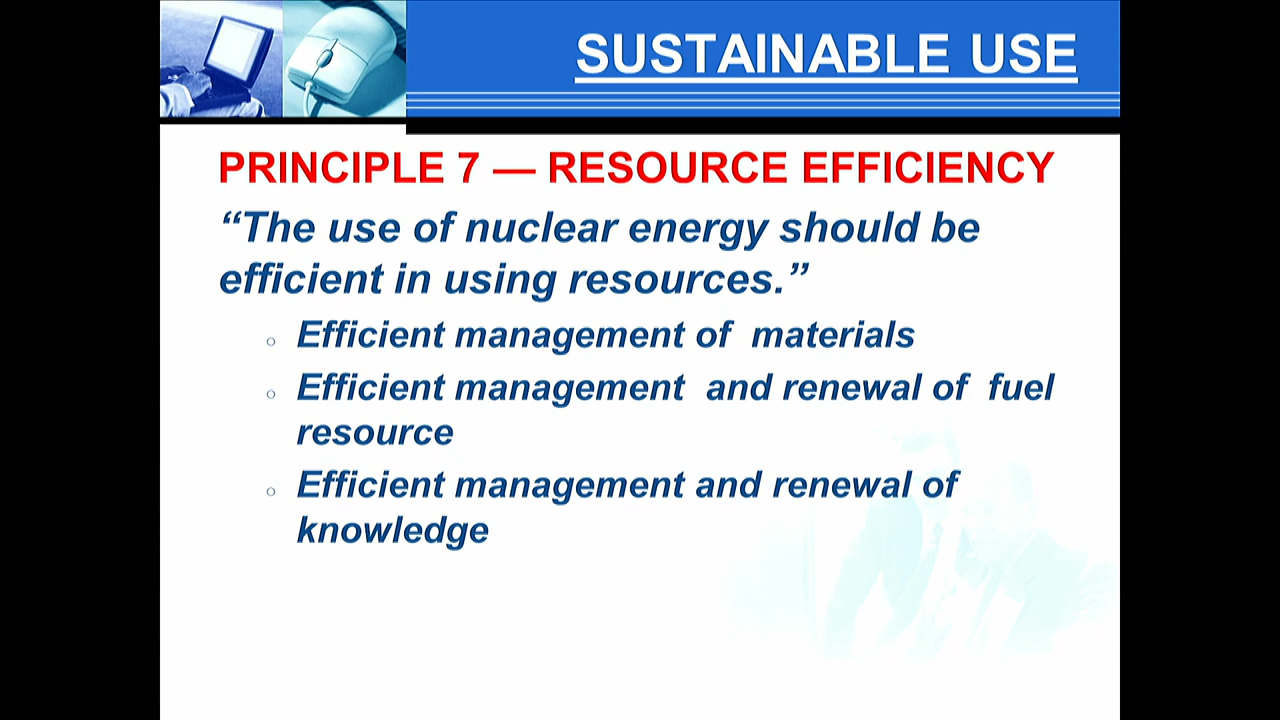 SUSTAINABLE USE
PRINCIPLE 7 — RESOURCE EFFICIENCY
“The use of nuclear energy should be
efficient in using resources.”
○ Efficient management of  materials
○ Efficient management  and renewal of  fuel
resource
○ Efficient management and renewal of
knowledge